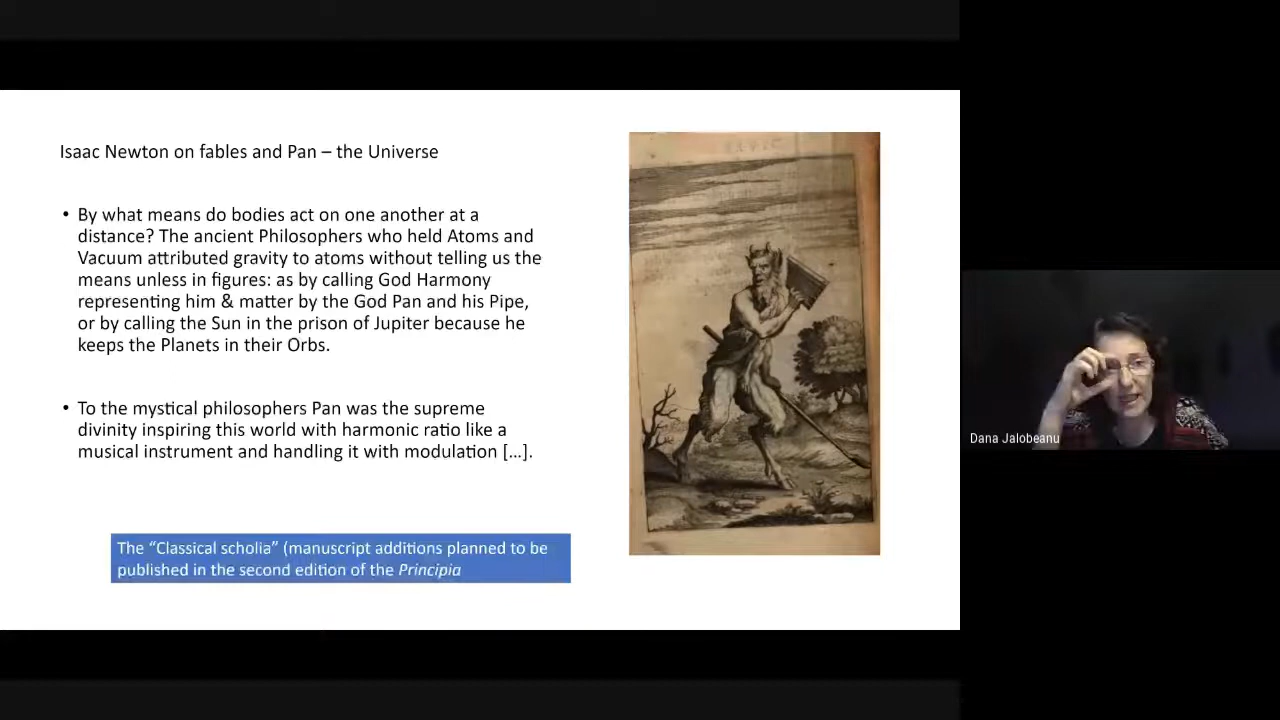 Isaac Newton on fables and Pan – the Universe
• By what means do bodies act on one another at a
distance? The ancient Philosophers who held Atoms and
Vacuum attributed gravity to atoms without telling us the
means unless in figures: as by calling God Harmony
representing him & matter by the God Pan and his Pipe,
or by calling the Sun in the prison of Jupiter because he
keeps the Planets in their Orbs.
• To the mystical philosophers Pan was the supreme
divinity inspiring this world with harmonic ratio like a
musical instrument and handling it with modulation [...].
The “Classical scholia” (manuscript additions planned to be
published in the second edition of the Principia
Dana Jalobeanu